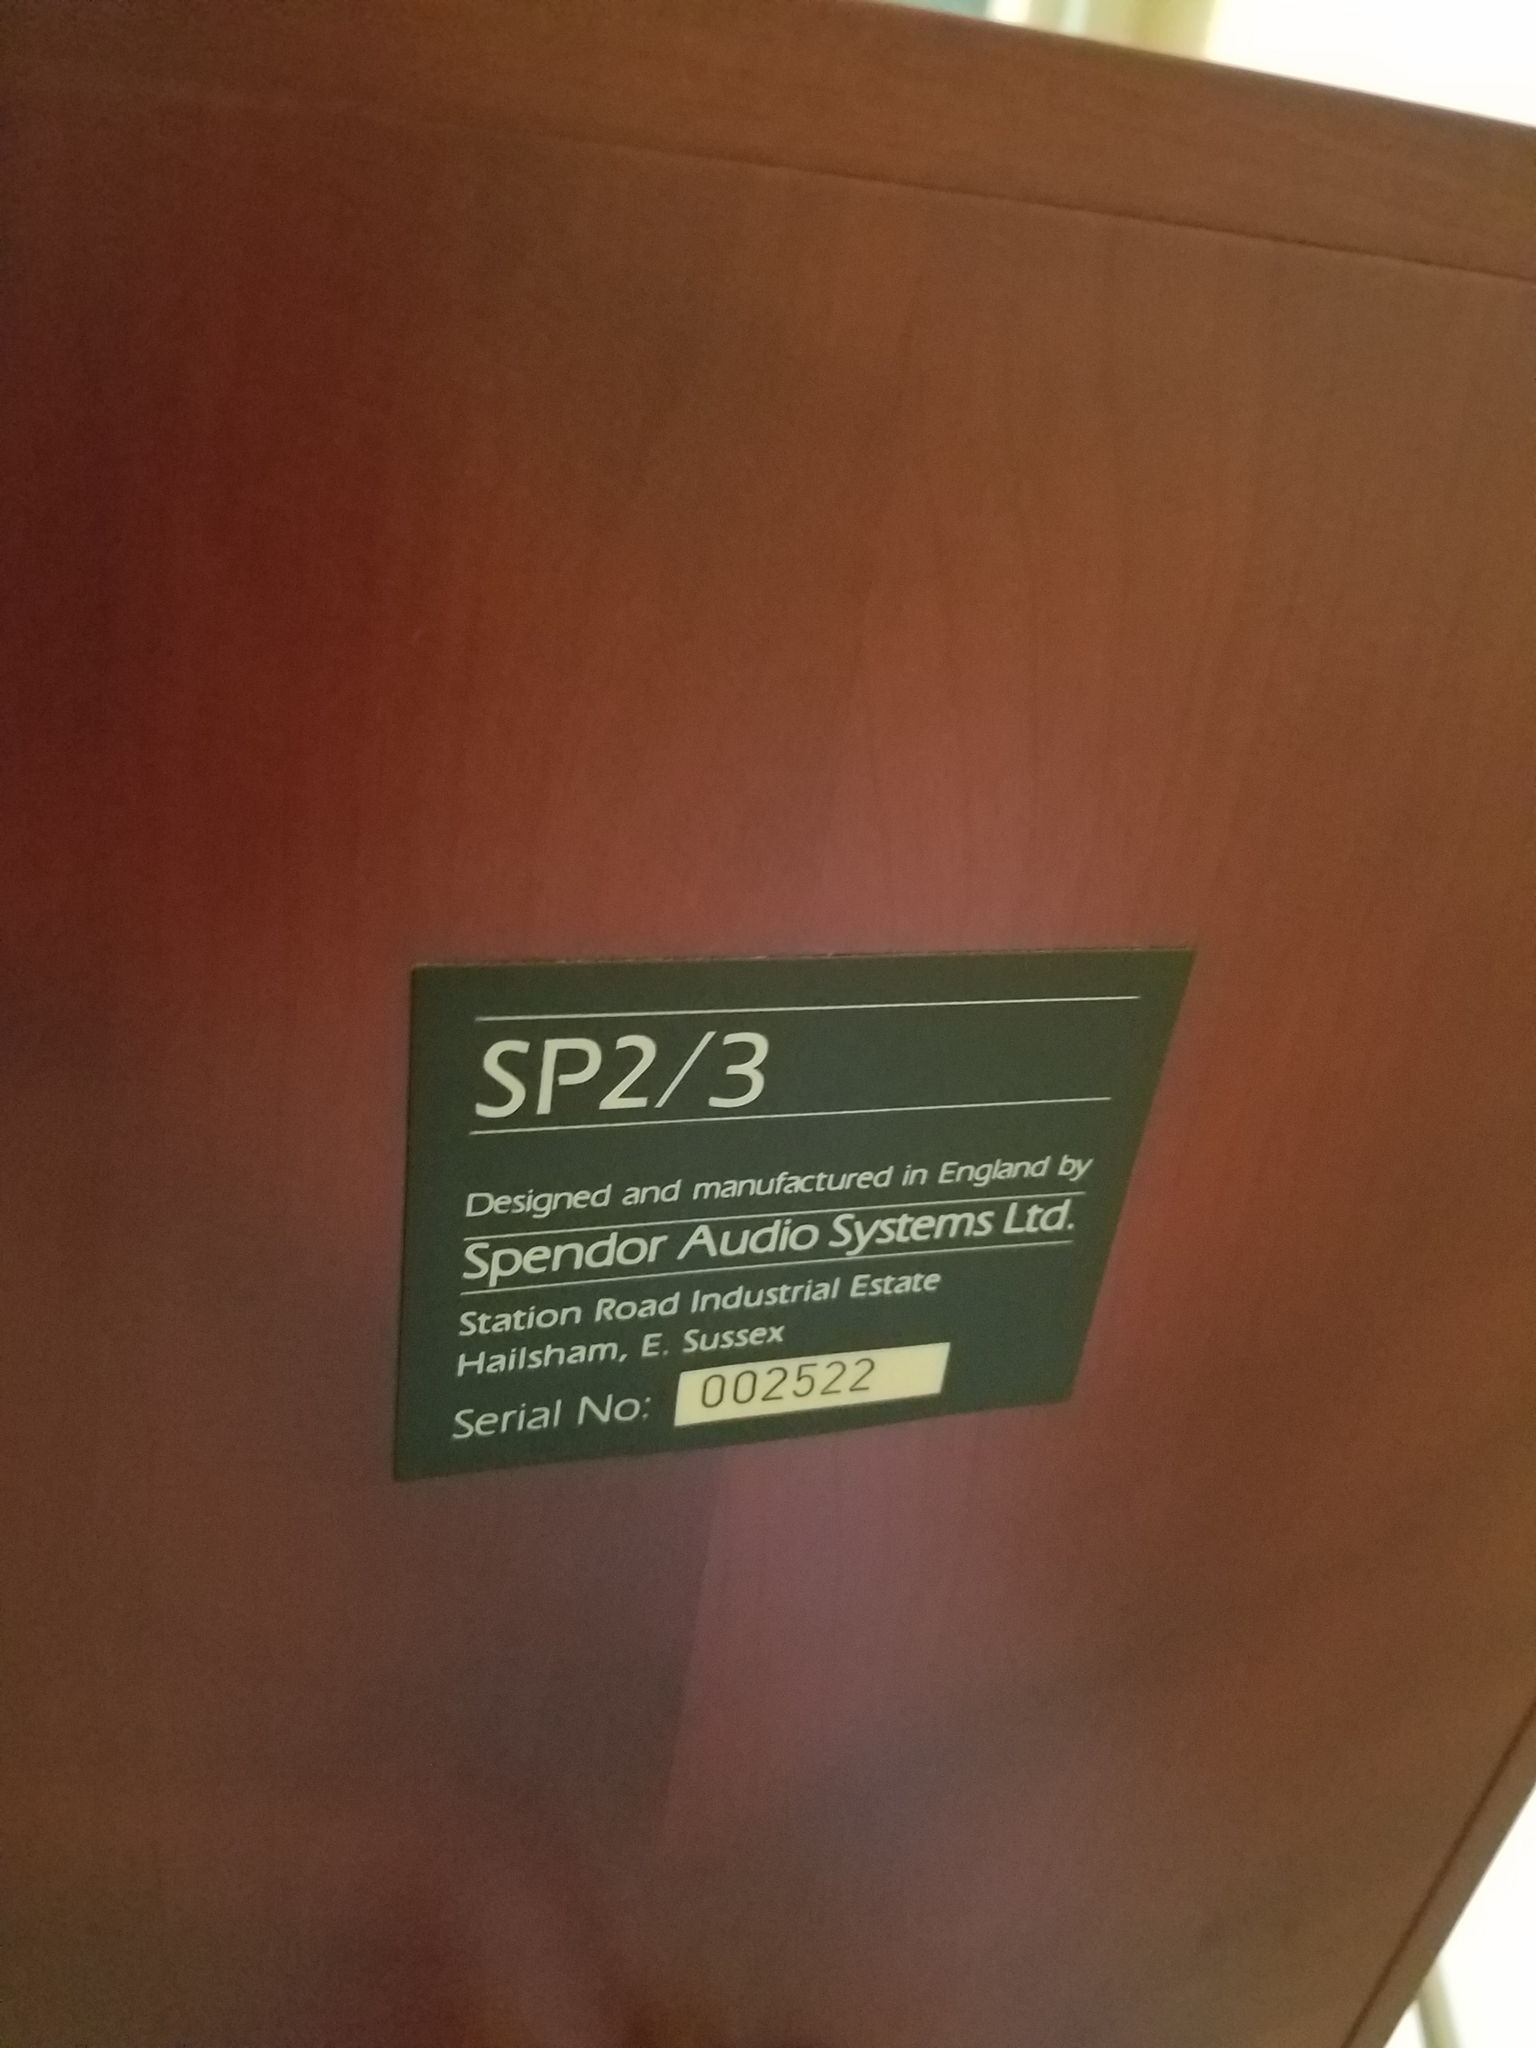 SP2/3
Designed and manufactured in England by
Spendor Audio Systems Ltd.
Station Road Industrial Estate
Hailsham, E. Sussex
Serial No: 002522